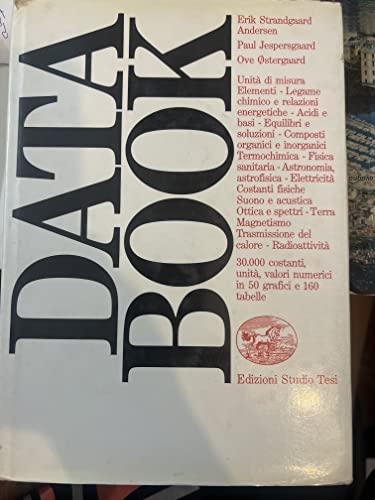 DATA
BOOK
Erik Strandgaard
Andersen
Paul Jespersgaard
Ove Østergaard
Unità di misura
Elementi - Legame
chimico e relazioni
energetiche - Acidi e
basi - Equilibri e
soluzioni - Composti
organici e inorganici
Termochimica - Fisica
sanitaria - Astronomia,
astrofisica - Elettricità
Costanti fisiche
Suono e acustica
Ottica e spettri - Terra
Magnetismo
Trasmissione del
calore - Radioattività
30.000 costanti,
unità, valori numerici
in 50 grafici e 160
tabelle
Edizioni Studio Tesi